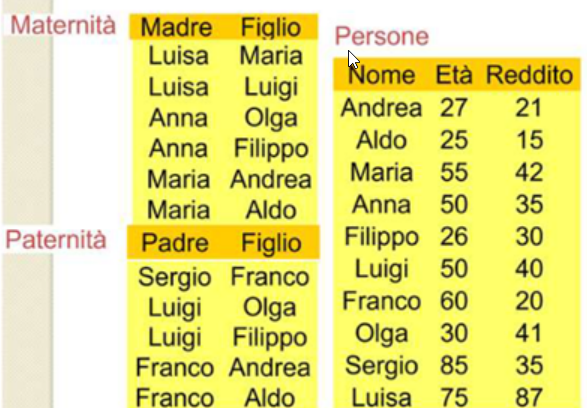 Maternità
Madre Figlio
Luisa Maria
Luisa Luigi
Anna Olga
Anna Filippo
Maria Andrea
Maria Aldo
Paternità
Padre Figlio
Sergio Franco
Luigi Olga
Luigi Filippo
Franco Andrea
Franco Aldo
Persone
Nome Età Reddito
Andrea 27 21
Aldo 25 15
Maria 55 42
Anna 50 35
Filippo 26 30
Luigi 50 40
Franco 60 20
Olga 30 41
Sergio 85 35
Luisa 75 87